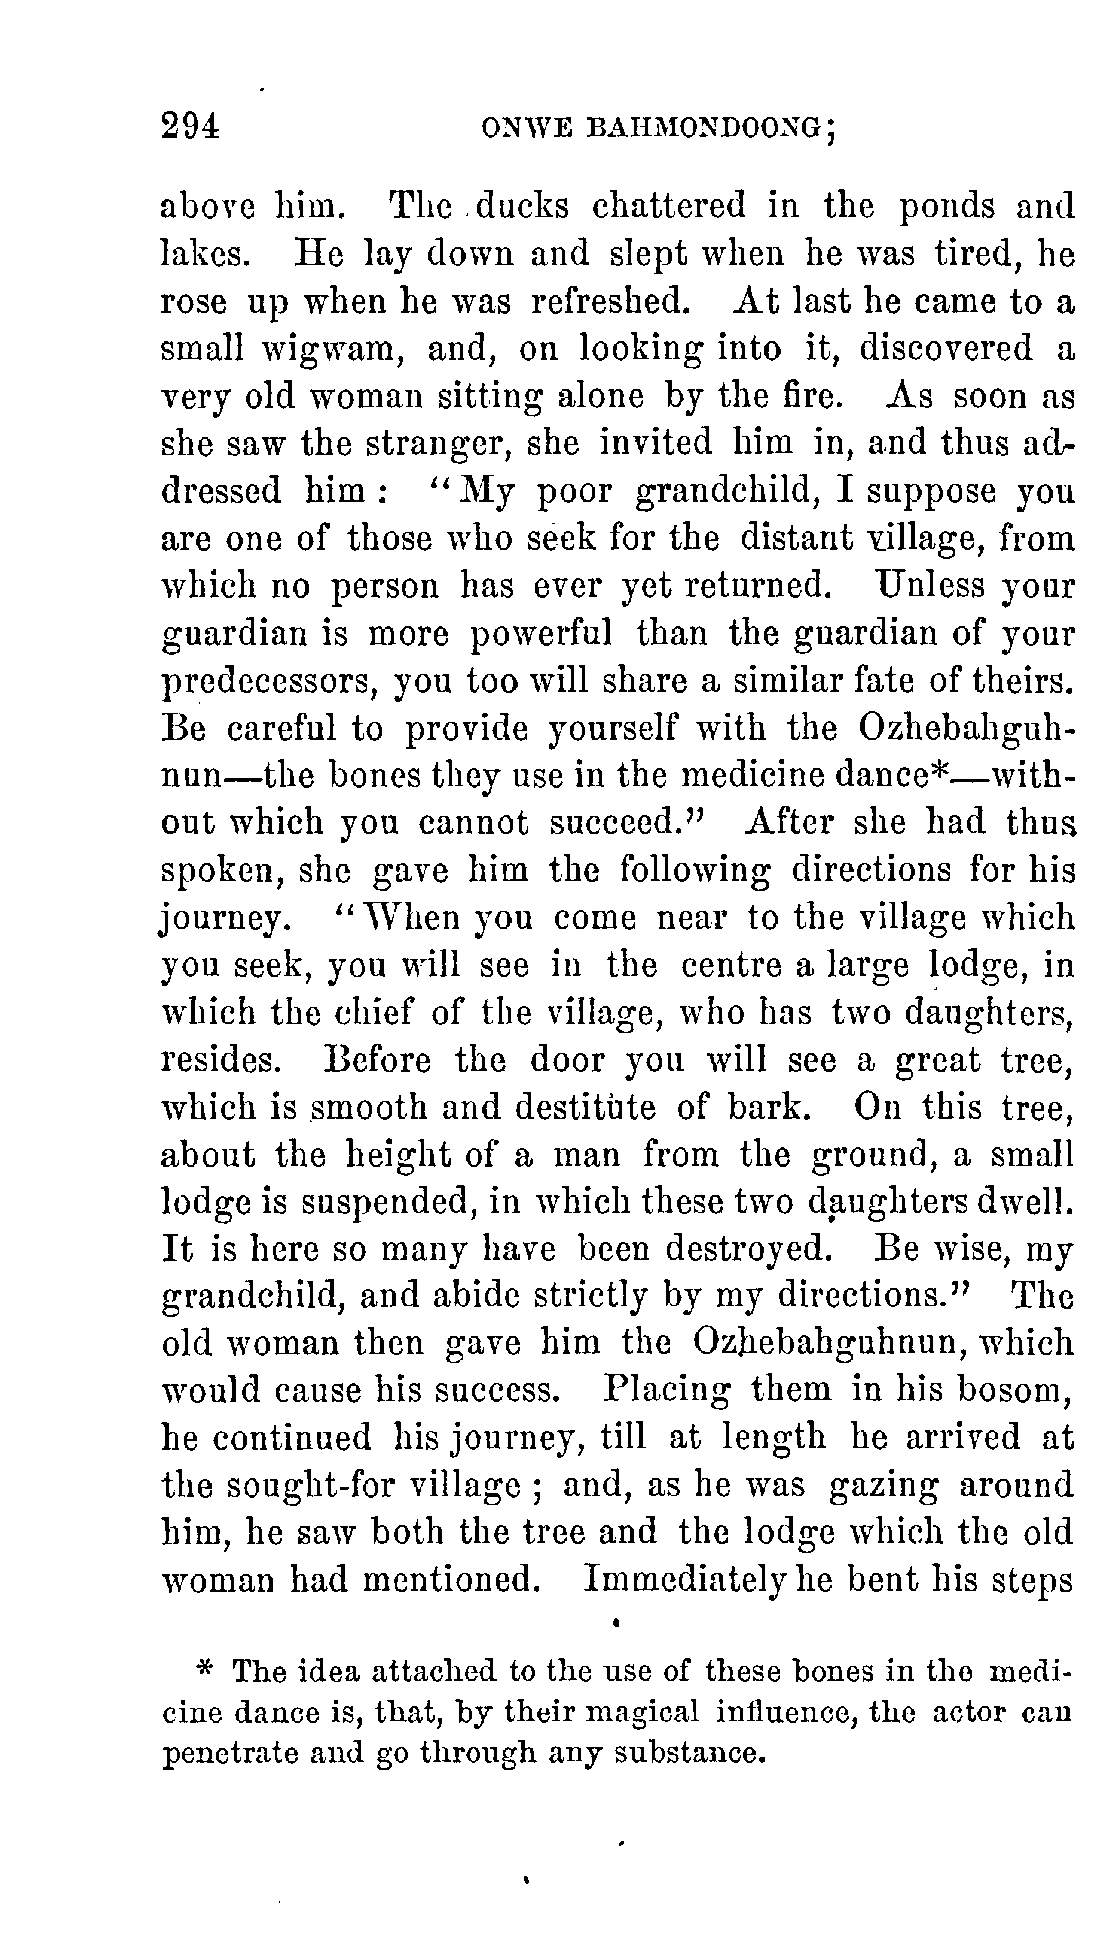 294 ONWE BAHMONDOONG;
above him. The ducks chattered in the ponds and
lakes. He lay down and slept when he was tired, he
rose up when he was refreshed. At last he came to a
small wigwam, and, on looking into it, discovered a
very old woman sitting alone by the fire. As soon as
she saw the stranger, she invited him in, and thus ad-
dressed him : "My poor grandchild, I suppose you
are one of those who seek for the distant village, from
which no person has ever yet returned. Unless your
guardian is more powerful than the guardian of your
predecessors, you too will share a similar fate of theirs.
Be careful to provide yourself with the Ozhebahguh-
nun—the bones they use in the medicine dance*—with-
out which you cannot succeed." After she had thus
spoken, she gave him the following directions for his
journey. "When you come near to the village which
you seek, you will see in the centre a large lodge, in
which the chief of the village, who has two daughters,
resides. Before the door you will see a great tree,
which is smooth and destitute of bark. On this tree,
about the height of a man from the ground, a small
lodge is suspended, in which these two daughters dwell.
It is here so many have been destroyed. Be wise, my
grandchild, and abide strictly by my directions." The
old woman then gave him the Ozhebahguhnun, which
would cause his success. Placing them in his bosom,
he continued his journey, till at length he arrived at
the sought-for village ; and, as he was gazing around
him, he saw both the tree and the lodge which the old
woman had mentioned. Immediately he bent his steps
* The idea attached to the use of these bones in the medi-
cine dance is, that, by their magical influence, the actor can
penetrate and go through any substance.